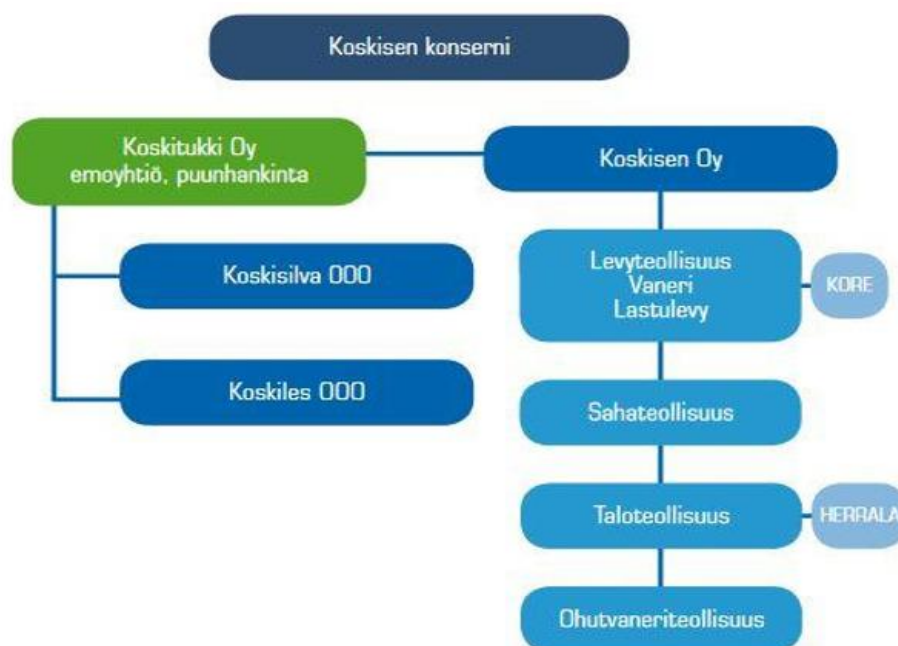 Koskisen konserni
Koskitukki Oy
emoyhtiö, puunhankinta
Koskisen Oy
Koskisilva OOO
Koskiles OOO
Levyteollisuus
Vaneri
Lastulevy
KORE
Sahateollisuus
Taloteollisuus
HERRALA
Ohutvaneriteollisuus